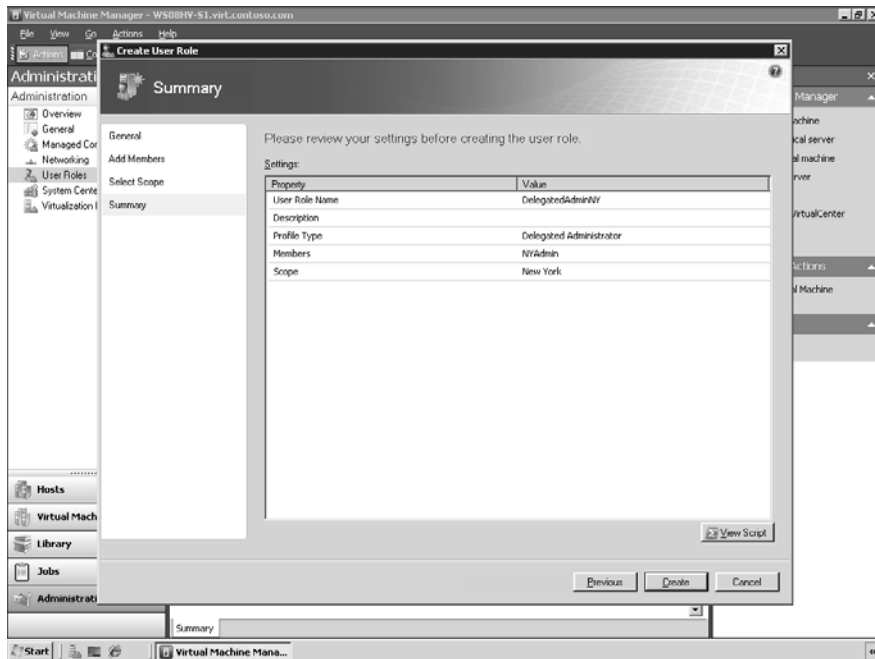 Virtual Machine Manager - WS08HV-S1.virt.contoso.com
File View Go Actions Help
Actions Co
Create User Role
Administrati
Summary
Administration
Manager
Overview
General
Managed Cor
Networking
User Roles
System Cente
Virtualization
General
Add Members
Select Scope
Summary
Please review your settings before creating the user role.
Settings:
Property Value
User Role Name DelegatedAdminNY
Description
Profile Type Delegated Administrator
Members NYAdmin
Scope New York
achine
ical server
al machine
rver
VirtualCenter
Actions
al Machine
Hosts
Virtual Mach
Library
Jobs
Administrati
View Script
Previous Create Cancel
Summary
Start Virtual Machine Mana...